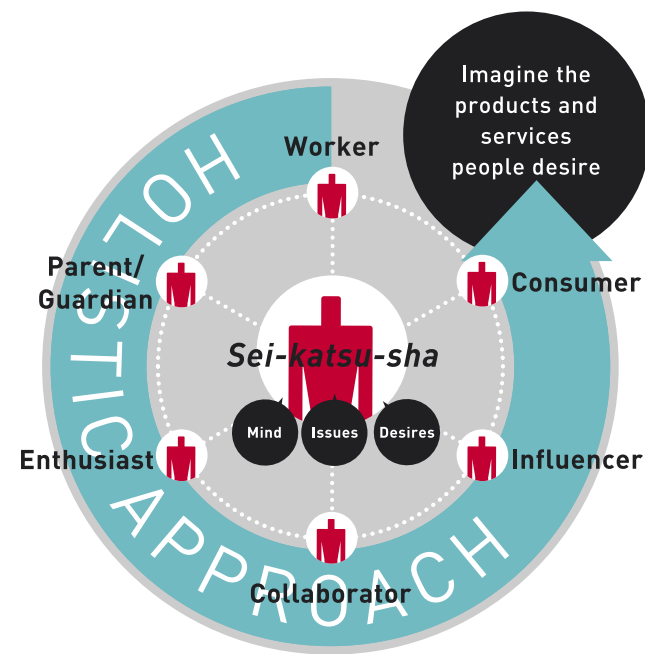 Imagine the
products and
services
people desire
Worker
HOLISTIC APPROACH
Parent/
Guardian
Consumer
Sei-katsu-sha
Mind
Issues
Desires
Enthusiast
Influencer
Collaborator